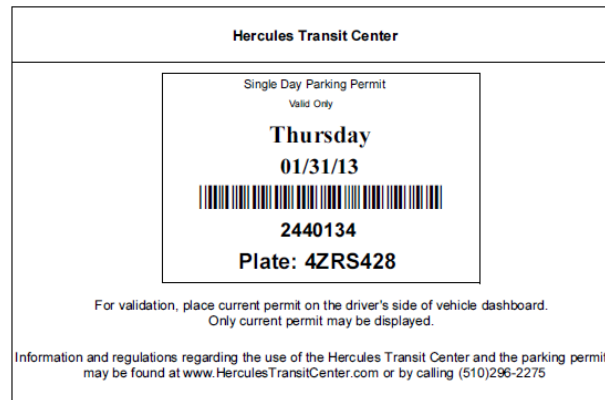 Hercules Transit Center
Single Day Parking Permit
Valid Only
Thursday
01/31/13
2440134
Plate: 4ZRS428
For validation, place current permit on the driver's side of vehicle dashboard.
Only current permit may be displayed.
Information and regulations regarding the use of the Hercules Transit Center and the parking permit
may be found at www.HerculesTransitCenter.com or by calling (510)296-2275